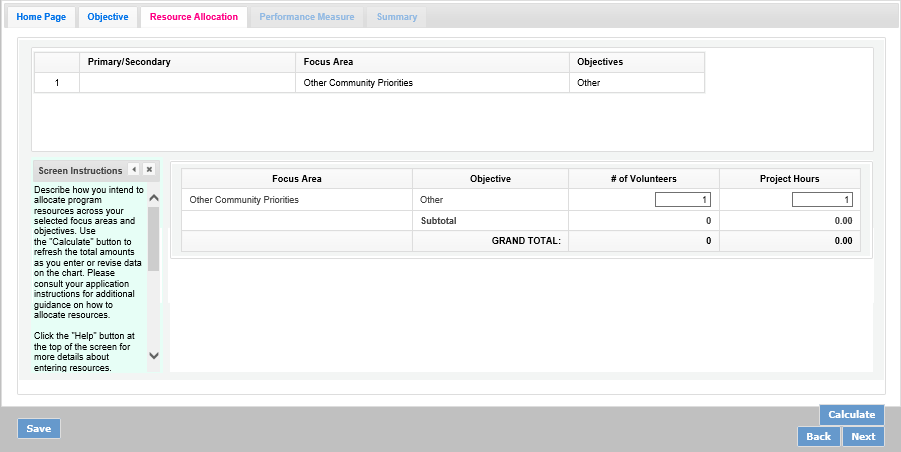 Home Page Objective Resource Allocation Performance Measure Summary
Primary/Secondary Focus Area Objectives
1 Other Community Priorities Other
Screen Instructions
Describe how you intend to
allocate program
resources across your
selected focus areas and
objectives. Use
the "Calculate" button to
refresh the total amounts
as you enter or revise data
on the chart. Please
consult your application
instructions for additional
guidance on how to
allocate resources.
Click the "Help" button at
the top of the screen for
more details about
entering resources.
Focus Area Objective # of Volunteers Project Hours
Other Community Priorities Other 1 1
Subtotal 0 0.00
GRAND TOTAL: 0 0.00
Calculate
Save Back Next